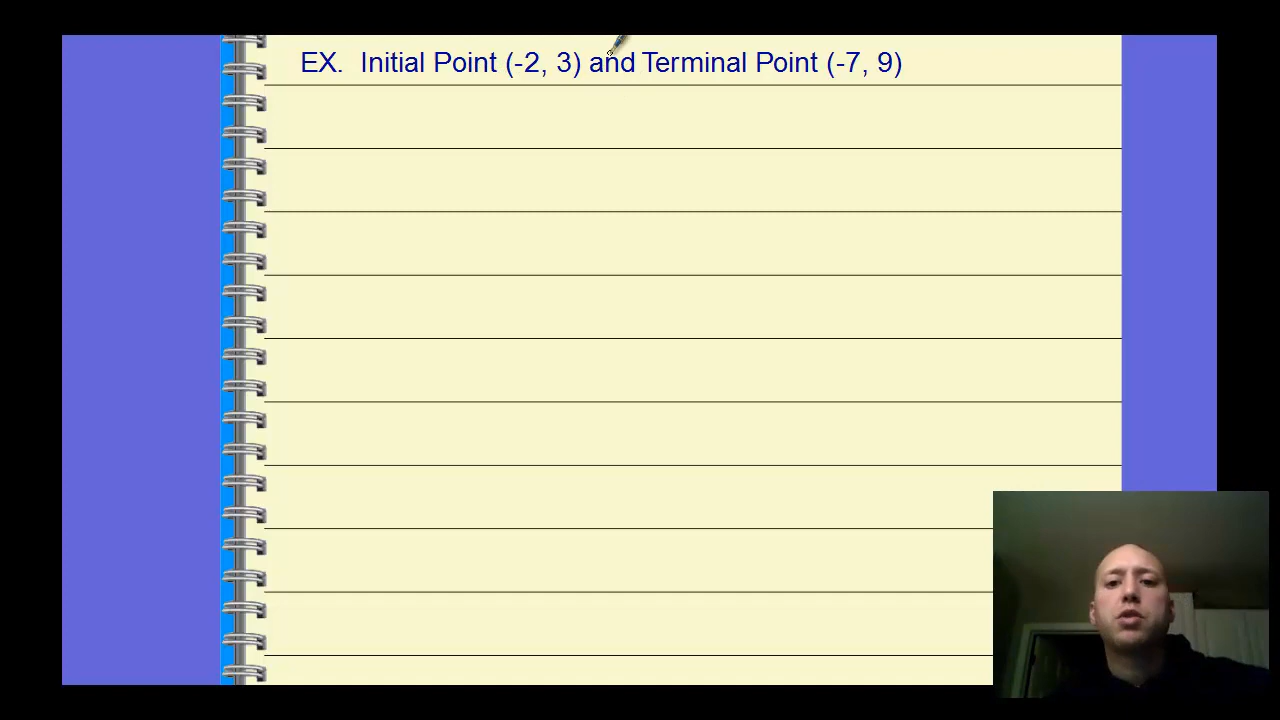 EX. Initial Point (-2, 3) and Terminal Point (-7, 9)